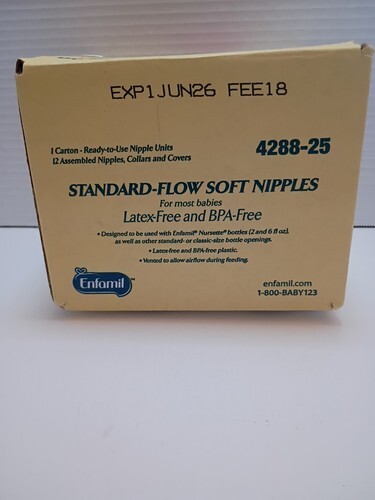 EXP1JUN26 FEE18
1 Carton - Ready-to-Use Nipple Units
12 Assembled Nipples, Collars and Covers
4288-25
STANDARD-FLOW SOFT NIPPLES
For most babies
Latex-Free and BPA-Free
• Designed to be used with Enfamil® Nursette® bottles (2 and 6 fl oz),
as well as other standard- or classic-size bottle openings.
• Latex-free and BPA-free plastic.
• Vented to allow airflow during feeding.
Enfamil™
enfamil.com
1-800-BABY123